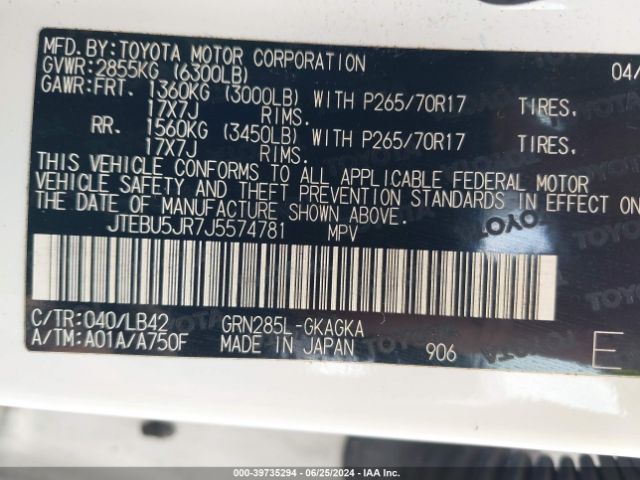 MFD.BY:TOYOTA MOTOR CORPORATION 04/
GVWR:2855KG (6300LB)
GAWR:FRT. 1360KG (3000LB) WITH P265/70R17 TIRES.
17X7J RIMS.
RR. 1560KG (3450LB) WITH P265/70R17 TIRES.
17X7J RIMS.
THIS VEHICLE CONFORMS TO ALL APPLICABLE FEDERAL MOTOR
VEHICLE SAFETY AND THEFT PREVENTION STANDARDS IN EFFECT ON
THE DATE OF MANUFACTURE SHOWN ABOVE.
JTEBU5JR7J5574781 MPV
C/TR:040/LB42 GRN285L-GKAGKA
A/TM:A01A/A750F MADE IN JAPAN 906 E
TOYOTA
000-39735294 - 06/25/2024 - IAA